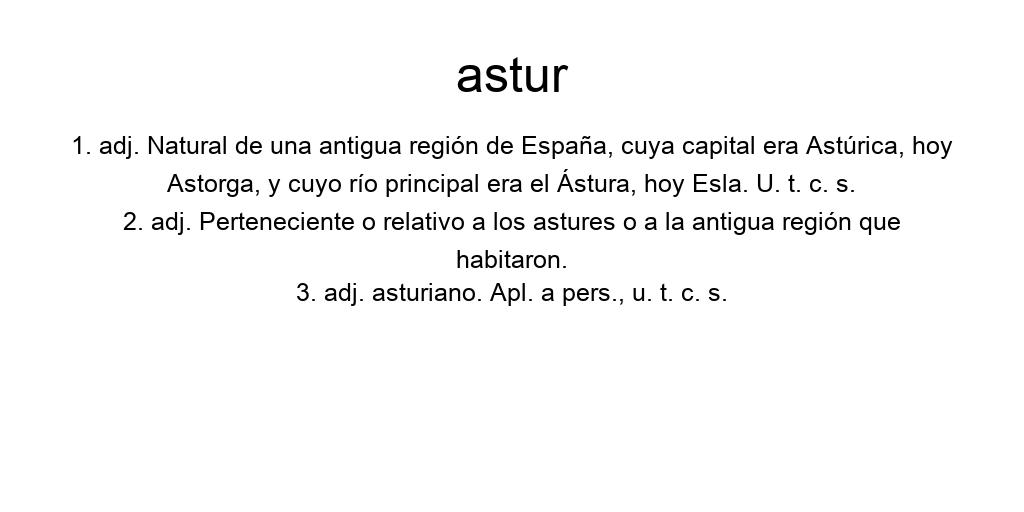 astur
1. adj. Natural de una antigua región de España, cuya capital era Astúrica, hoy
Astorga, y cuyo río principal era el Ástura, hoy Esla. U. t. c. s.
2. adj. Perteneciente o relativo a los astures o a la antigua región que
habitaron.
3. adj. asturiano. Apl. a pers., u. t. c. s.